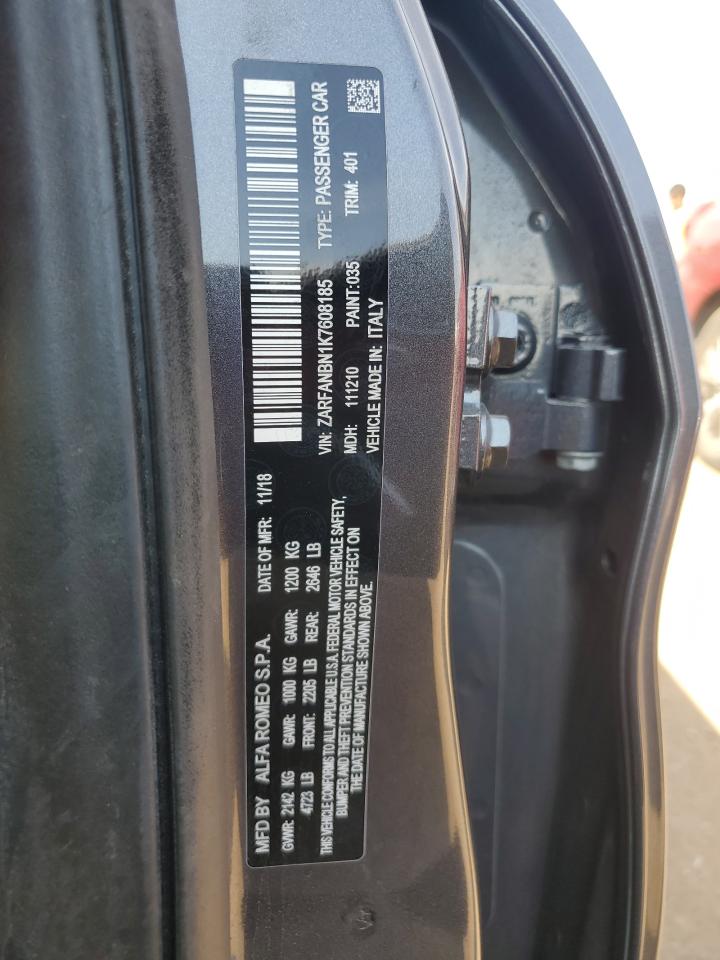 MFD BY ALFA ROMEO S.P.A. DATE OF MFR: 11/18
GVWR: 2142 KG GAWR: 1000 KG GAWR: 1200 KG
4723 LB FRONT: 2205 LB REAR: 2646 LB
THIS VEHICLE CONFORMS TO ALL APPLICABLE U.S.A. FEDERAL MOTOR VEHICLE SAFETY,
BUMPER AND THEFT PREVENTION STANDARDS IN EFFECT ON
THE DATE OF MANUFACTURE SHOWN ABOVE.
VIN: ZARFANBN1K7608185 TYPE: PASSENGER CAR
MDH: 111210 PAINT:035 TRIM: 401
VEHICLE MADE IN: ITALY